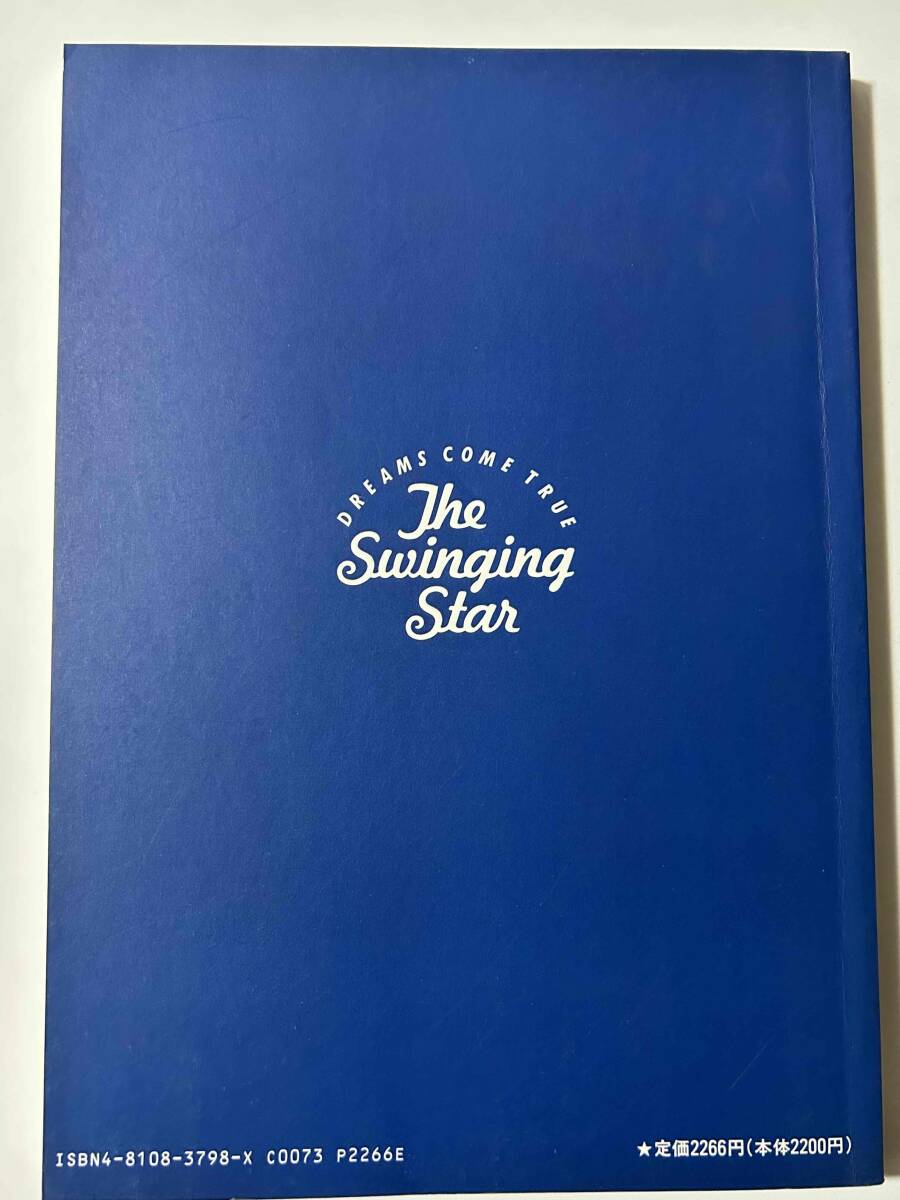 DREAMS COME TRUE
The
Swinging
Star
ISBN4-8108-3798-X C0073 P2266E
★定価2266円(本体2200円)